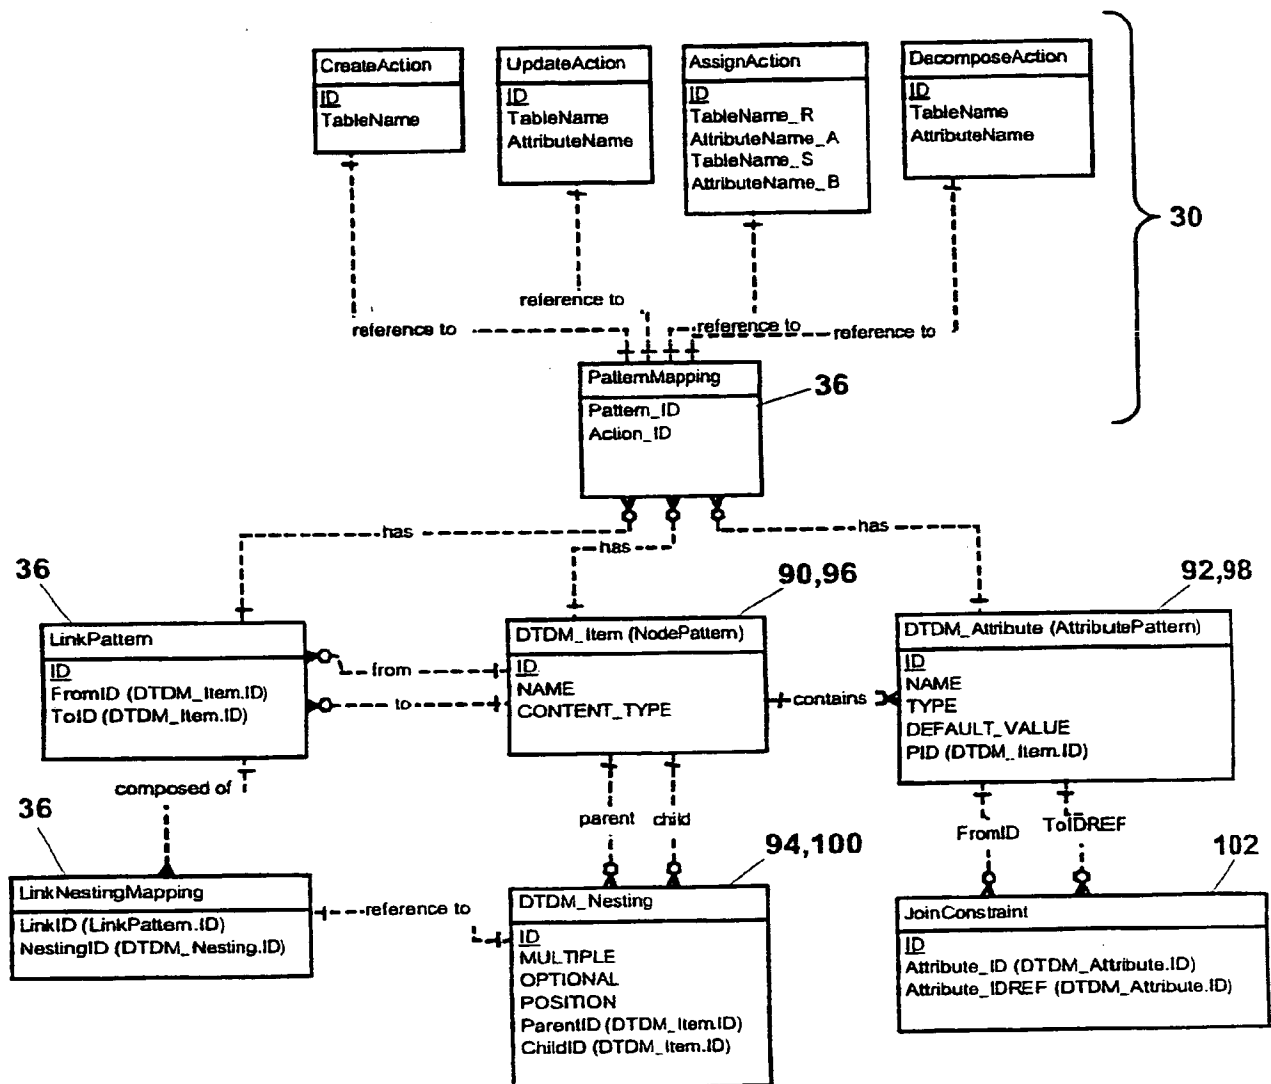 CreateAction
ID
TableName
UpdateAction
ID
TableName
AttributeName
AssignAction
ID
TableName_R
AttributeName_A
TableName_S
AttributeName_B
DecomposeAction
ID
TableName
AttributeName
30
reference to
reference to
reference to
reference to
PatternMapping
Pattern_ID
Action_ID
36
has
has
has
36
LinkPattern
ID
FromID (DTDM_Item.ID)
ToID (DTDM_Item.ID)
from
to
90,96
DTDM_Item (NodePattern)
ID
NAME
CONTENT_TYPE
contains
92,98
DTDM_Attribute (AttributePattern)
ID
NAME
TYPE
DEFAULT_VALUE
PID (DTDM_Item.ID)
composed of
parent
child
FromID
ToIDREF
36
LinkNestingMapping
LinkID (LinkPattern.ID)
NestingID (DTDM_Nesting.ID)
reference to
94,100
DTDM_Nesting
ID
MULTIPLE
OPTIONAL
POSITION
ParentID (DTDM_Item.ID)
ChildID (DTDM_Item.ID)
102
JoinConstraint
ID
Attribute_ID (DTDM_Attribute.ID)
Attribute_IDREF (DTDM_Attribute.ID)